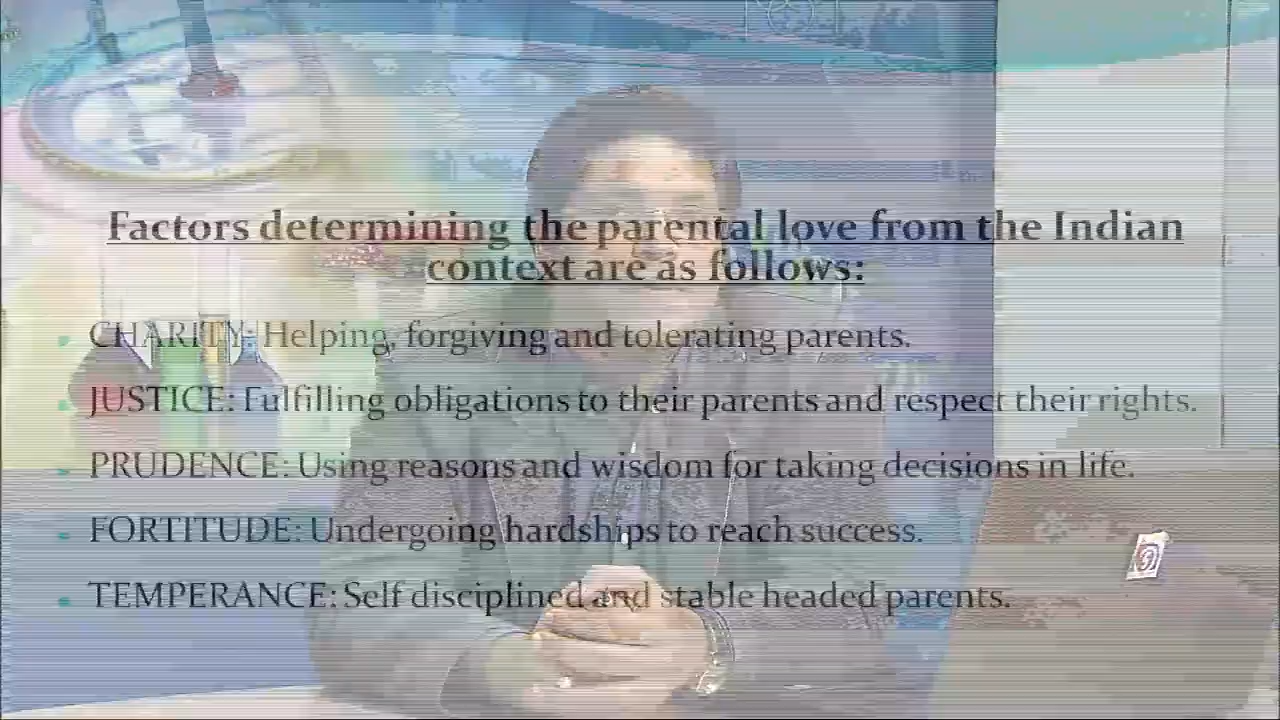 Factors determining the parental love from the Indian
context are as follows:
CHARITY: Helping, forgiving and tolerating parents.
JUSTICE: Fulfilling obligations to their parents and respect their rights.
PRUDENCE: Using reasons and wisdom for taking decisions in life.
FORTITUDE: Undergoing hardships to reach success.
TEMPERANCE: Self disciplined and stable headed parents.